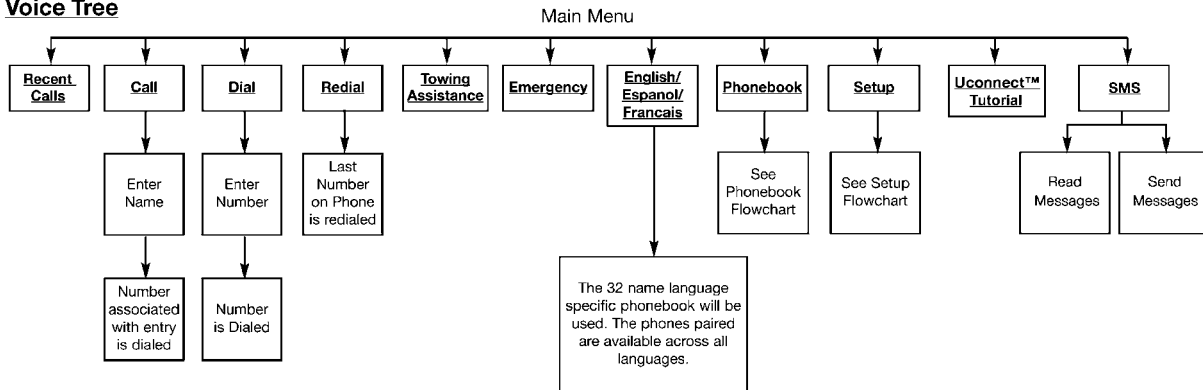 Voice Tree
Main Menu
Recent
Calls
Call
Dial
Redial
Towing
Assistance
Emergency
English/
Espanol/
Francais
Phonebook
Setup
Uconnect™
Tutorial
SMS
Enter
Name
Enter
Number
Last
Number
on Phone
is redialed
See
Phonebook
Flowchart
See Setup
Flowchart
Read
Messages
Send
Messages
Number
associated
with entry
is dialed
Number
is Dialed
The 32 name language
specific phonebook will be
used. The phones paired
are available across all
languages.